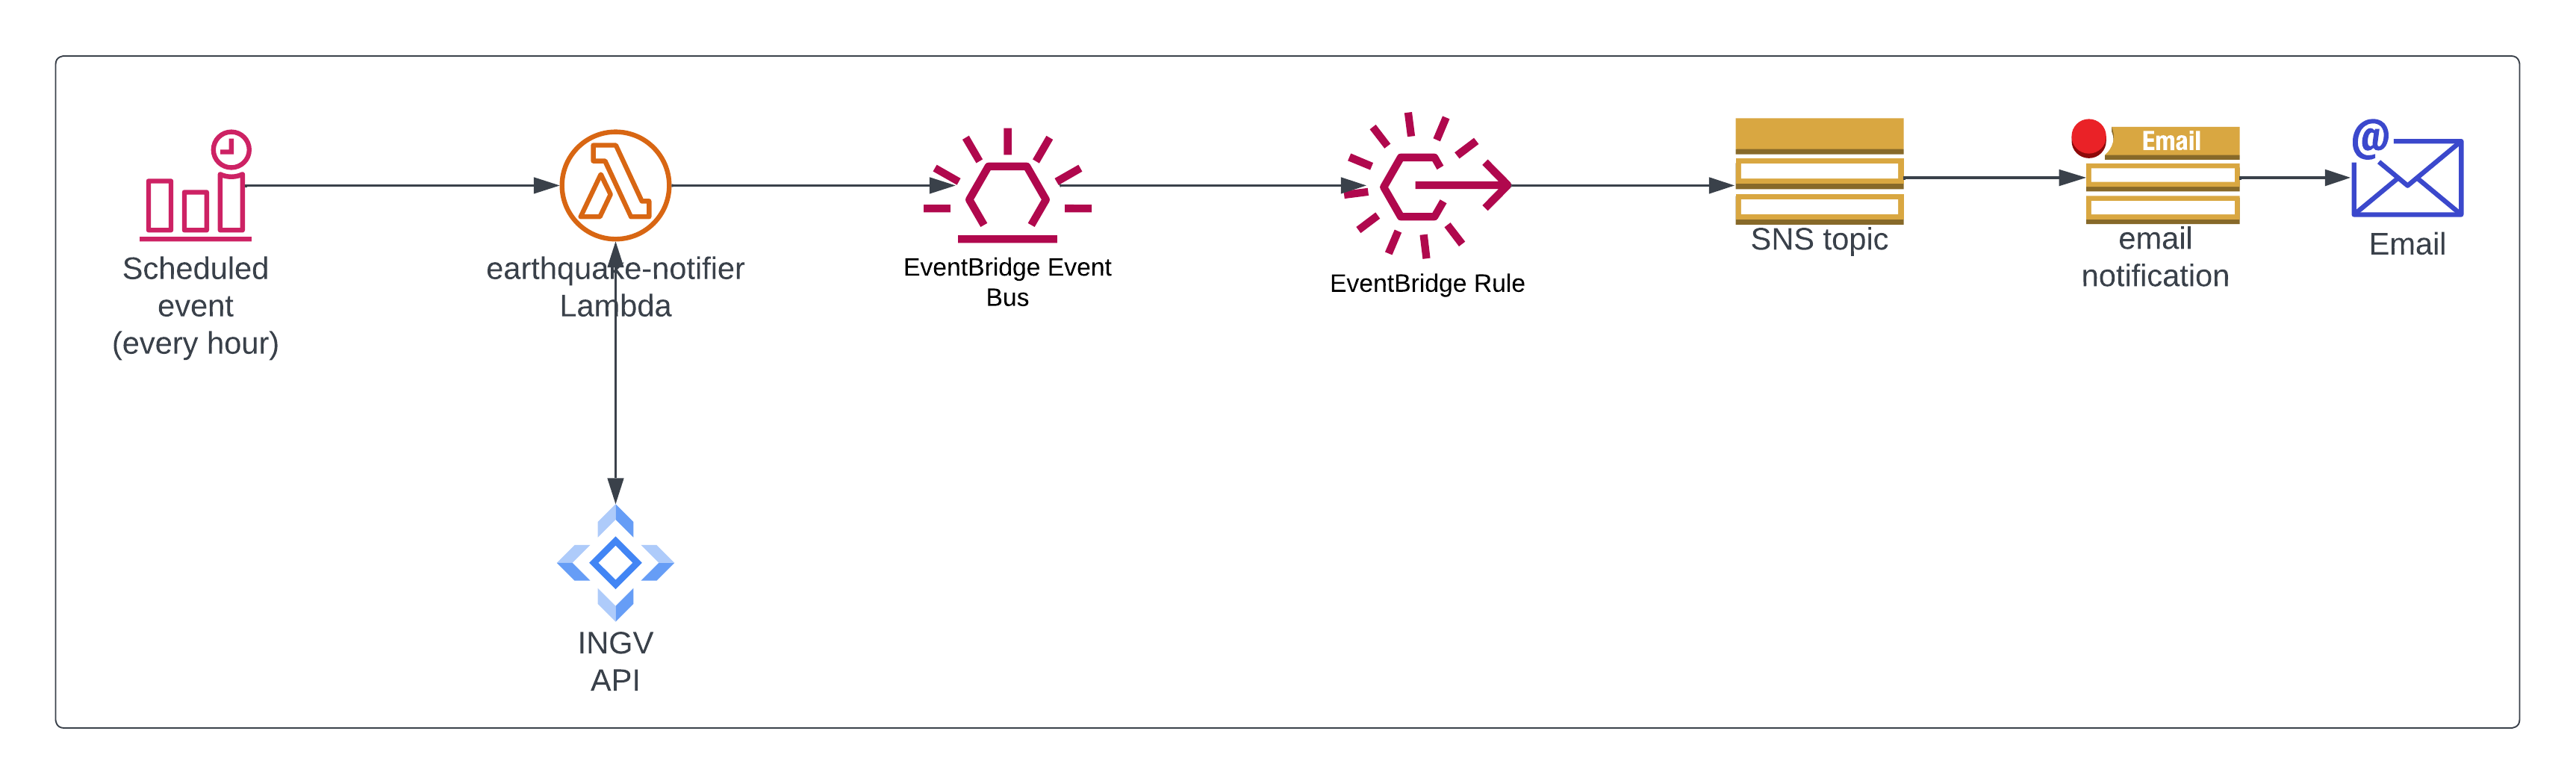 Scheduled
event
(every hour)
earthquake-notifier
Lambda
EventBridge Event
Bus
EventBridge Rule
SNS topic
Email
email
notification
@
Email
INGV
API